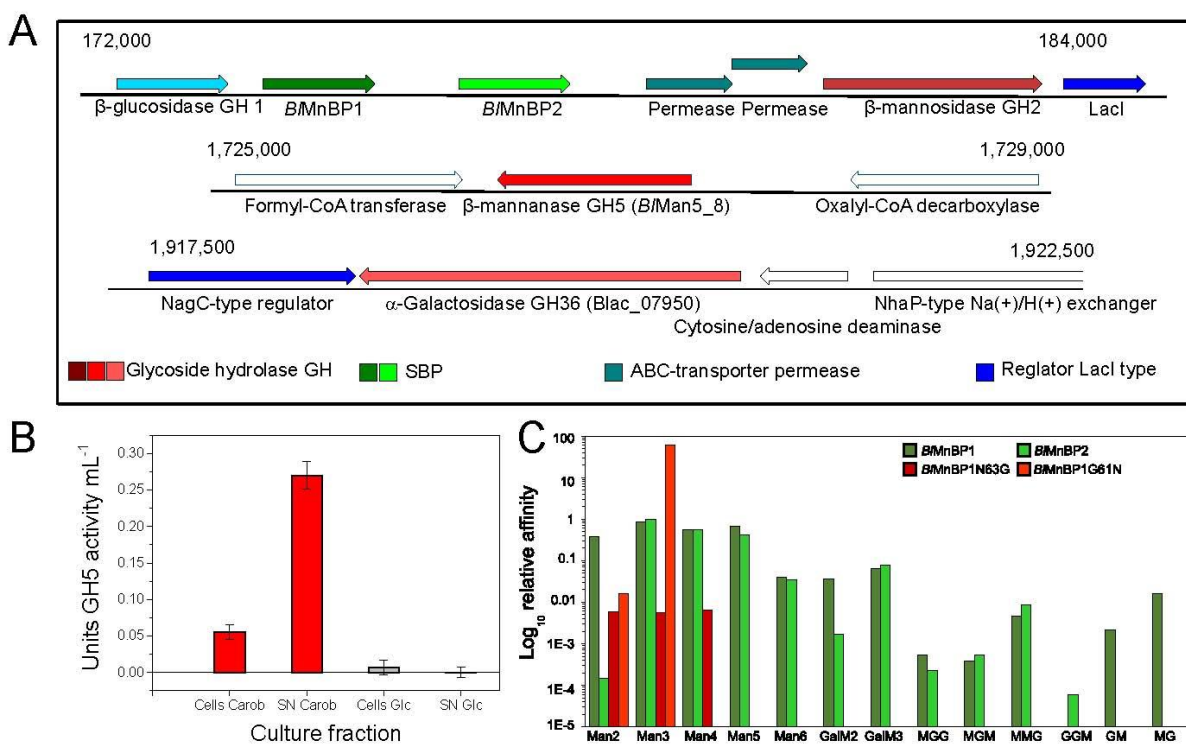 A
172,000 184,000
β-glucosidase GH 1 BlMnBP1 BlMnBP2 Permease Permease β-mannosidase GH2 LacI
1,725,000 1,729,000
Formyl-CoA transferase β-mannanase GH5 (BlMan5_8) Oxalyl-CoA decarboxylase
1,917,500 1,922,500
NagC-type regulator α-Galactosidase GH36 (Blac_07950) NhaP-type Na(+)/H(+) exchanger
Cytosine/adenosine deaminase
Glycoside hydrolase GH SBP ABC-transporter permease Reglator LacI type
B
Units GH5 activity mL-1
0.30
0.25
0.20
0.15
0.10
0.05
0.00
Cells Carob SN Carob Cells Glc SN Glc
Culture fraction
C
Log10 relative affinity
100
10
1
0.1
0.01
1E-3
1E-4
1E-5
BlMnBP1 BlMnBP2
BlMnBP1N63G BlMnBP1G61N
Man2 Man3 Man4 Man5 Man6 GalM2 GalM3 MGG MGM MMG GGM GM MG